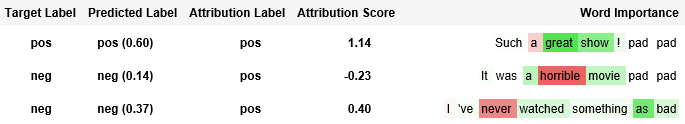 Target Label Predicted Label Attribution Label Attribution Score Word Importance
pos pos (0.60) pos 1.14 Such a great show ! pad pad
neg neg (0.14) pos -0.23 It was a horrible movie pad pad
neg neg (0.37) pos 0.40 I 've never watched something as bad